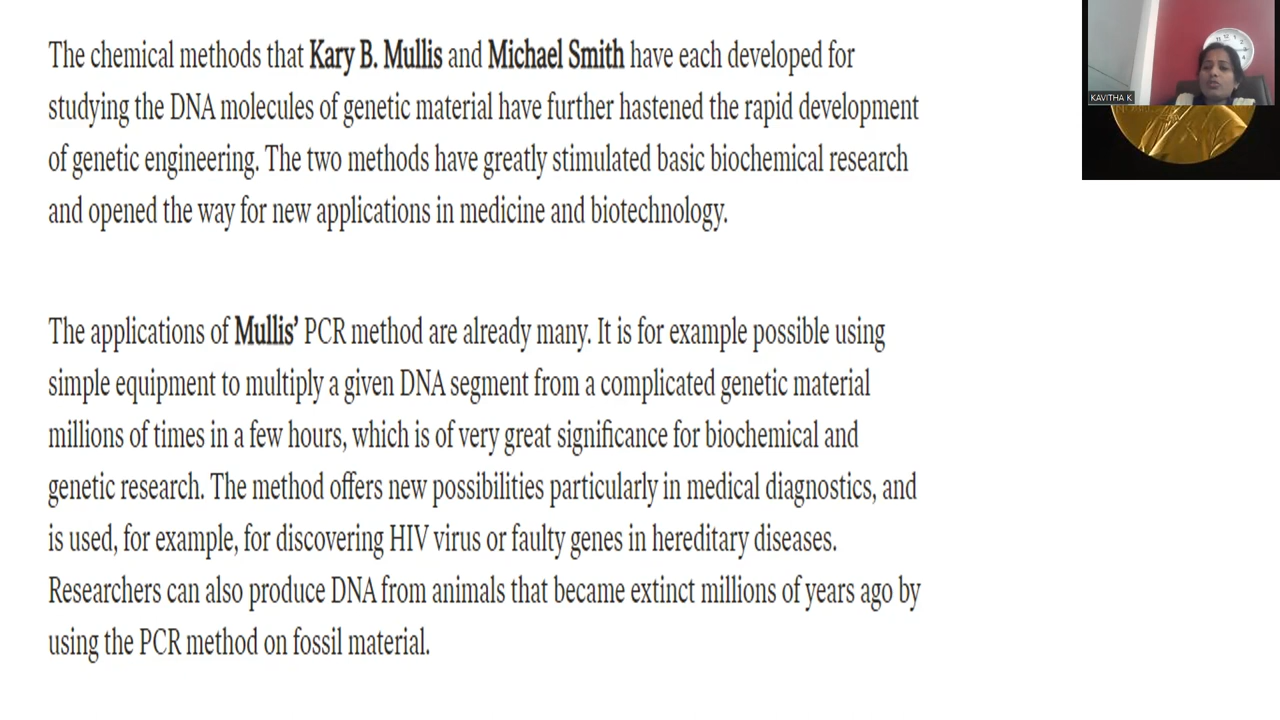 The chemical methods that Kary B. Mullis and Michael Smith have each developed for
studying the DNA molecules of genetic material have further hastened the rapid development
of genetic engineering. The two methods have greatly stimulated basic biochemical research
and opened the way for new applications in medicine and biotechnology.
The applications of Mullis’ PCR method are already many. It is for example possible using
simple equipment to multiply a given DNA segment from a complicated genetic material
millions of times in a few hours, which is of very great significance for biochemical and
genetic research. The method offers new possibilities particularly in medical diagnostics, and
is used, for example, for discovering HIV virus or faulty genes in hereditary diseases.
Researchers can also produce DNA from animals that became extinct millions of years ago by
using the PCR method on fossil material.
KAVITHA K